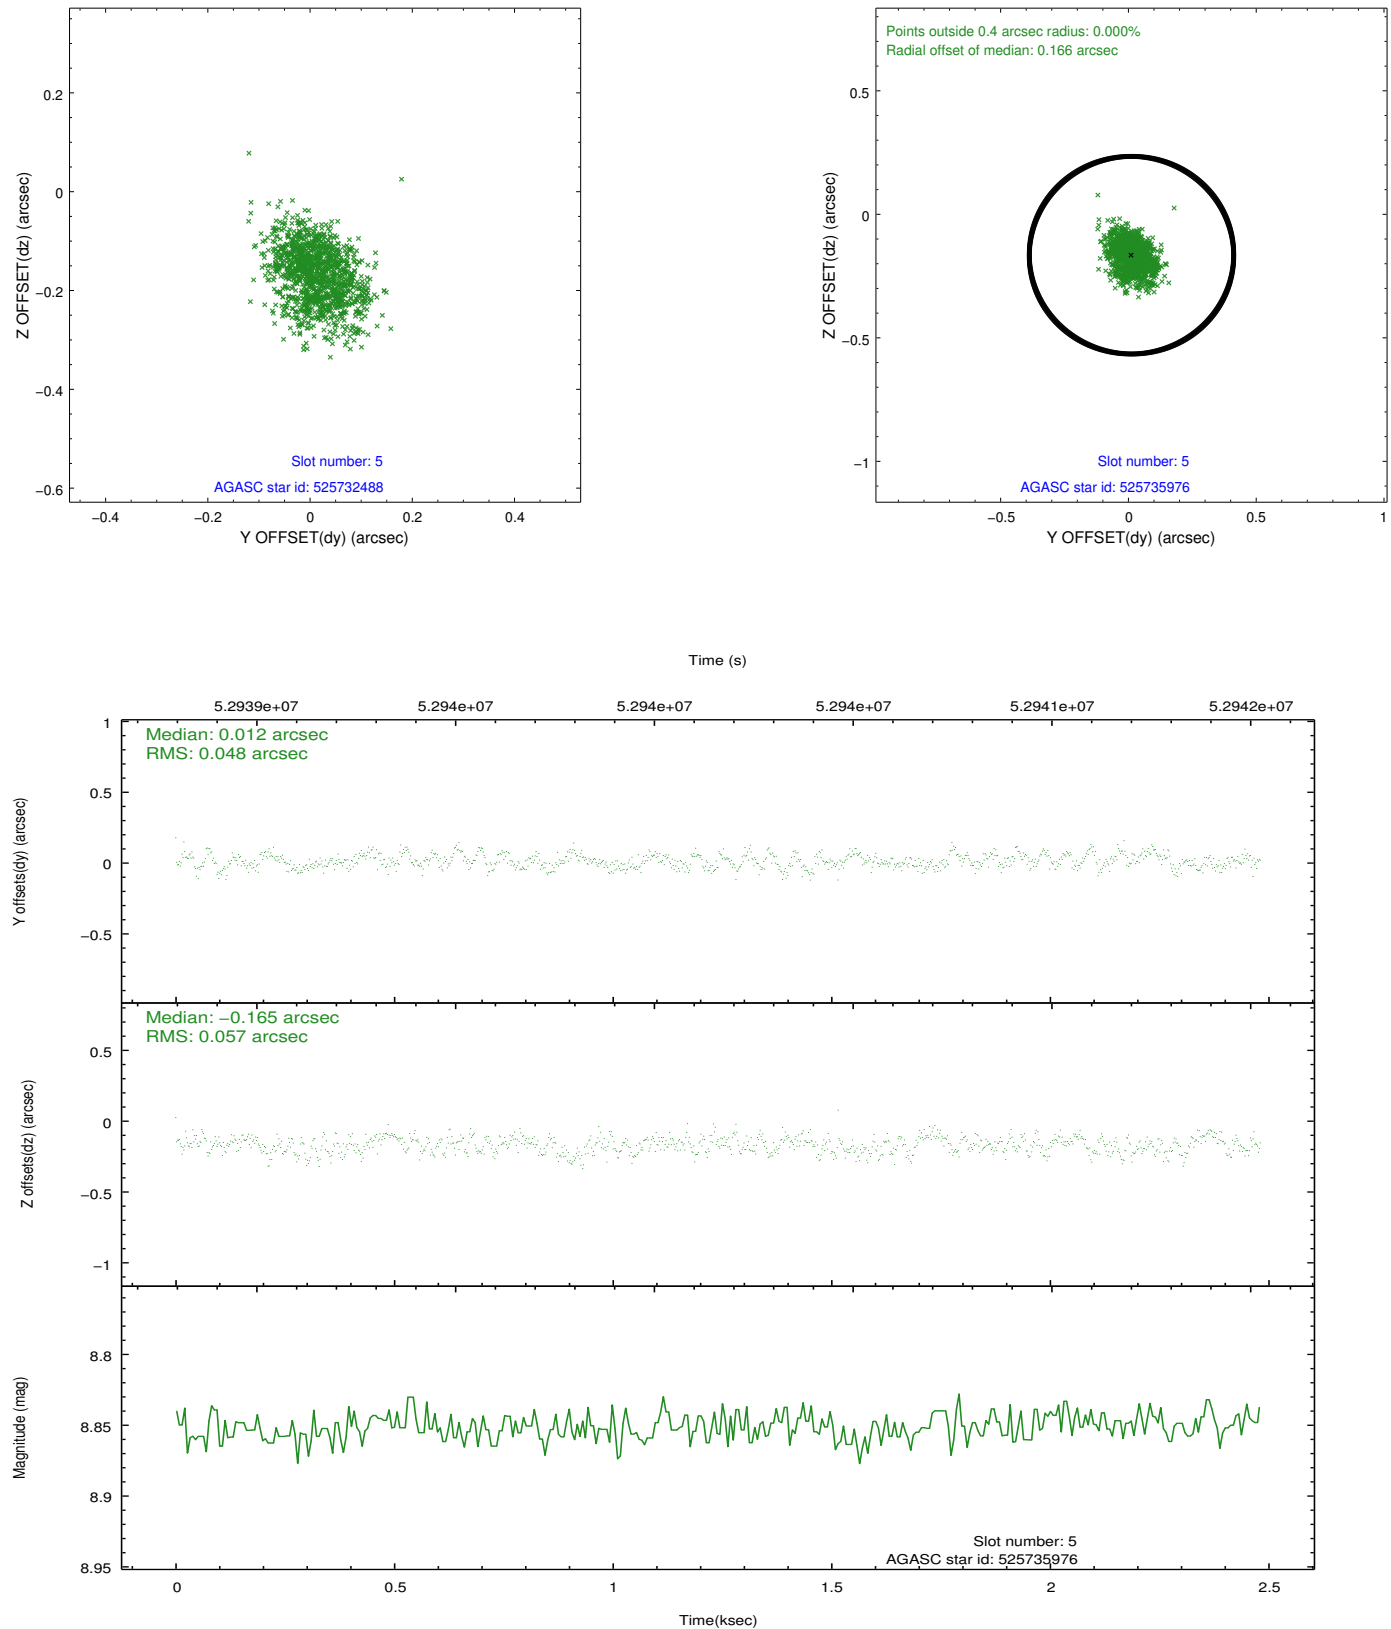 0.2
0
−0.2
−0.4
−0.6
Z OFFSET(dz) (arcsec)
Slot number: 5
AGASC star id: 525732488
−0.4 −0.2 0 0.2 0.4
Y OFFSET(dy) (arcsec)
Points outside 0.4 arcsec radius: 0.000%
Radial offset of median: 0.166 arcsec
0.5
0
−0.5
−1
Z OFFSET(dz) (arcsec)
Slot number: 5
AGASC star id: 525735976
−0.5 0 0.5 1
Y OFFSET(dy) (arcsec)
Time (s)
5.2939e+07 5.294e+07 5.294e+07 5.294e+07 5.2941e+07 5.2942e+07
Median: 0.012 arcsec
RMS: 0.048 arcsec
1
0.5
0
−0.5
Y offsets(dy) (arcsec)
Median: −0.165 arcsec
RMS: 0.057 arcsec
0.5
0
−0.5
−1
Z offsets(dz) (arcsec)
8.8
8.85
8.9
8.95
Magnitude (mag)
Slot number: 5
AGASC star id: 525735976
0 0.5 1 1.5 2 2.5
Time(ksec)